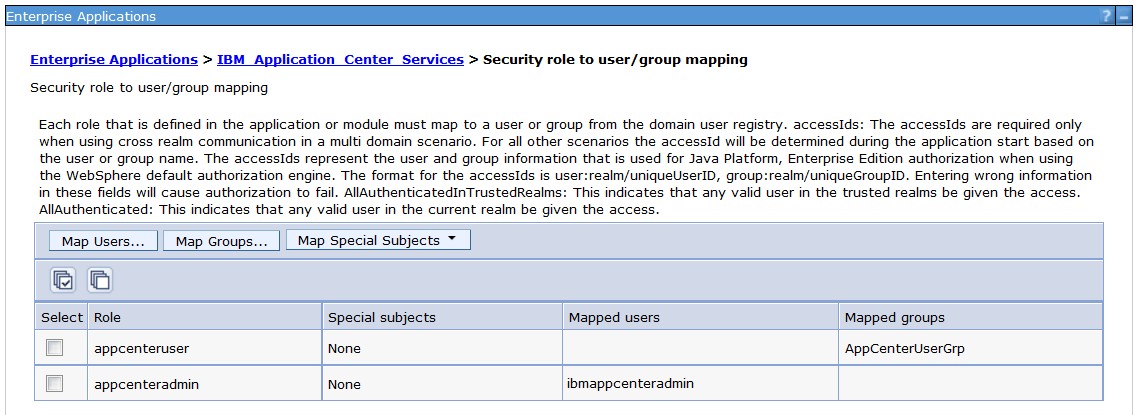 Enterprise Applications ? –
Enterprise Applications > IBM_Application_Center_Services > Security role to user/group mapping
Security role to user/group mapping
Each role that is defined in the application or module must map to a user or group from the domain user registry. accessIds: The accessIds are required only
when using cross realm communication in a multi domain scenario. For all other scenarios the accessId will be determined during the application start based on
the user or group name. The accessIds represent the user and group information that is used for Java Platform, Enterprise Edition authorization when using
the WebSphere default authorization engine. The format for the accessIds is user:realm/uniqueUserID, group:realm/uniqueGroupID. Entering wrong information
in these fields will cause authorization to fail. AllAuthenticatedInTrustedRealms: This indicates that any valid user in the trusted realms be given the access.
AllAuthenticated: This indicates that any valid user in the current realm be given the access.
Map Users... Map Groups... Map Special Subjects
Select Role Special subjects Mapped users Mapped groups
appcenteruser None AppCenterUserGrp
appcenteradmin None ibmappcenteradmin